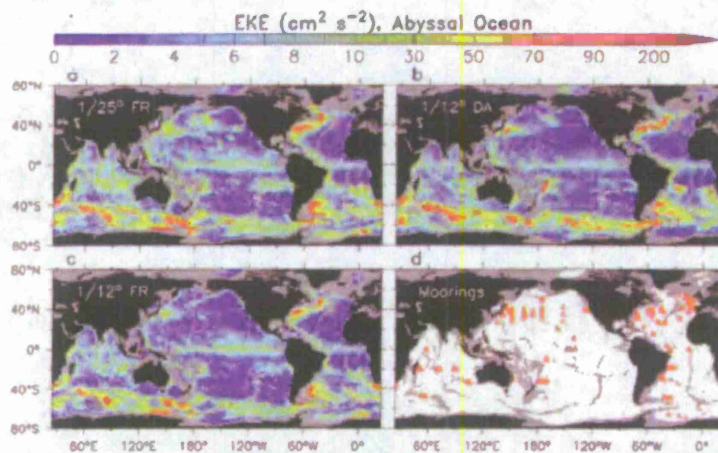 EKE (cm² s⁻²), Abyssal Ocean
0 2 4 6 8 10 30 50 70 90 200
a b
80°N 1/25° FR 1/12° DA
40°N
0°
40°S
80°S
c d
80°N 1/12° FR Moorings
40°N
0°
40°S
80°S
60°E 120°E 180° 120°W 60°W 0° 60°E 120°E 180° 120°W 60°W 0°